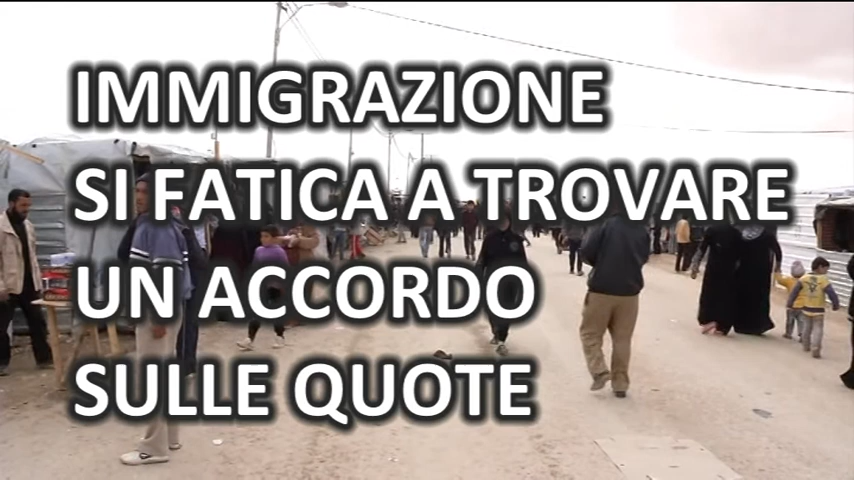 IMMIGRAZIONE
SI FATICA A TROVARE
UN ACCORDO
SULLE QUOTE